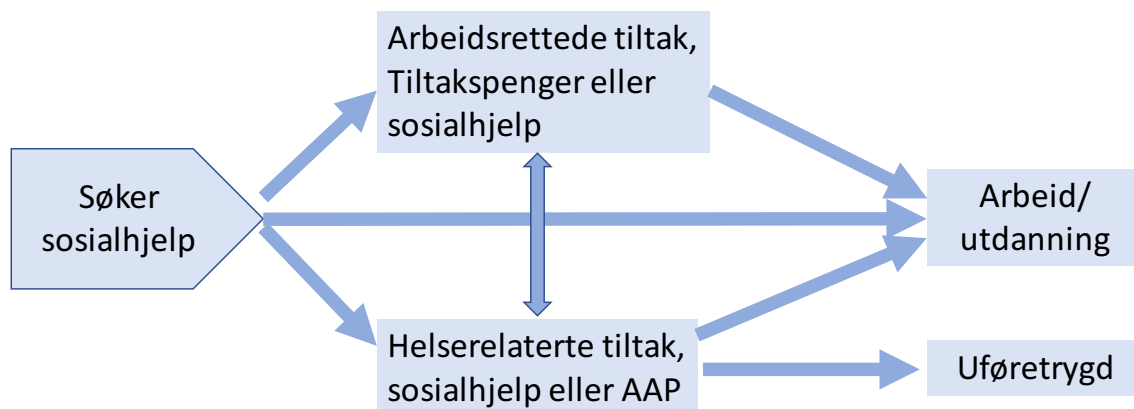 Arbeidsrettede tiltak,
Tiltakspenger eller
sosialhjelp
Søker
sosialhjelp
Arbeid/
utdanning
Helserelaterte tiltak,
sosialhjelp eller AAP
Uføretrygd